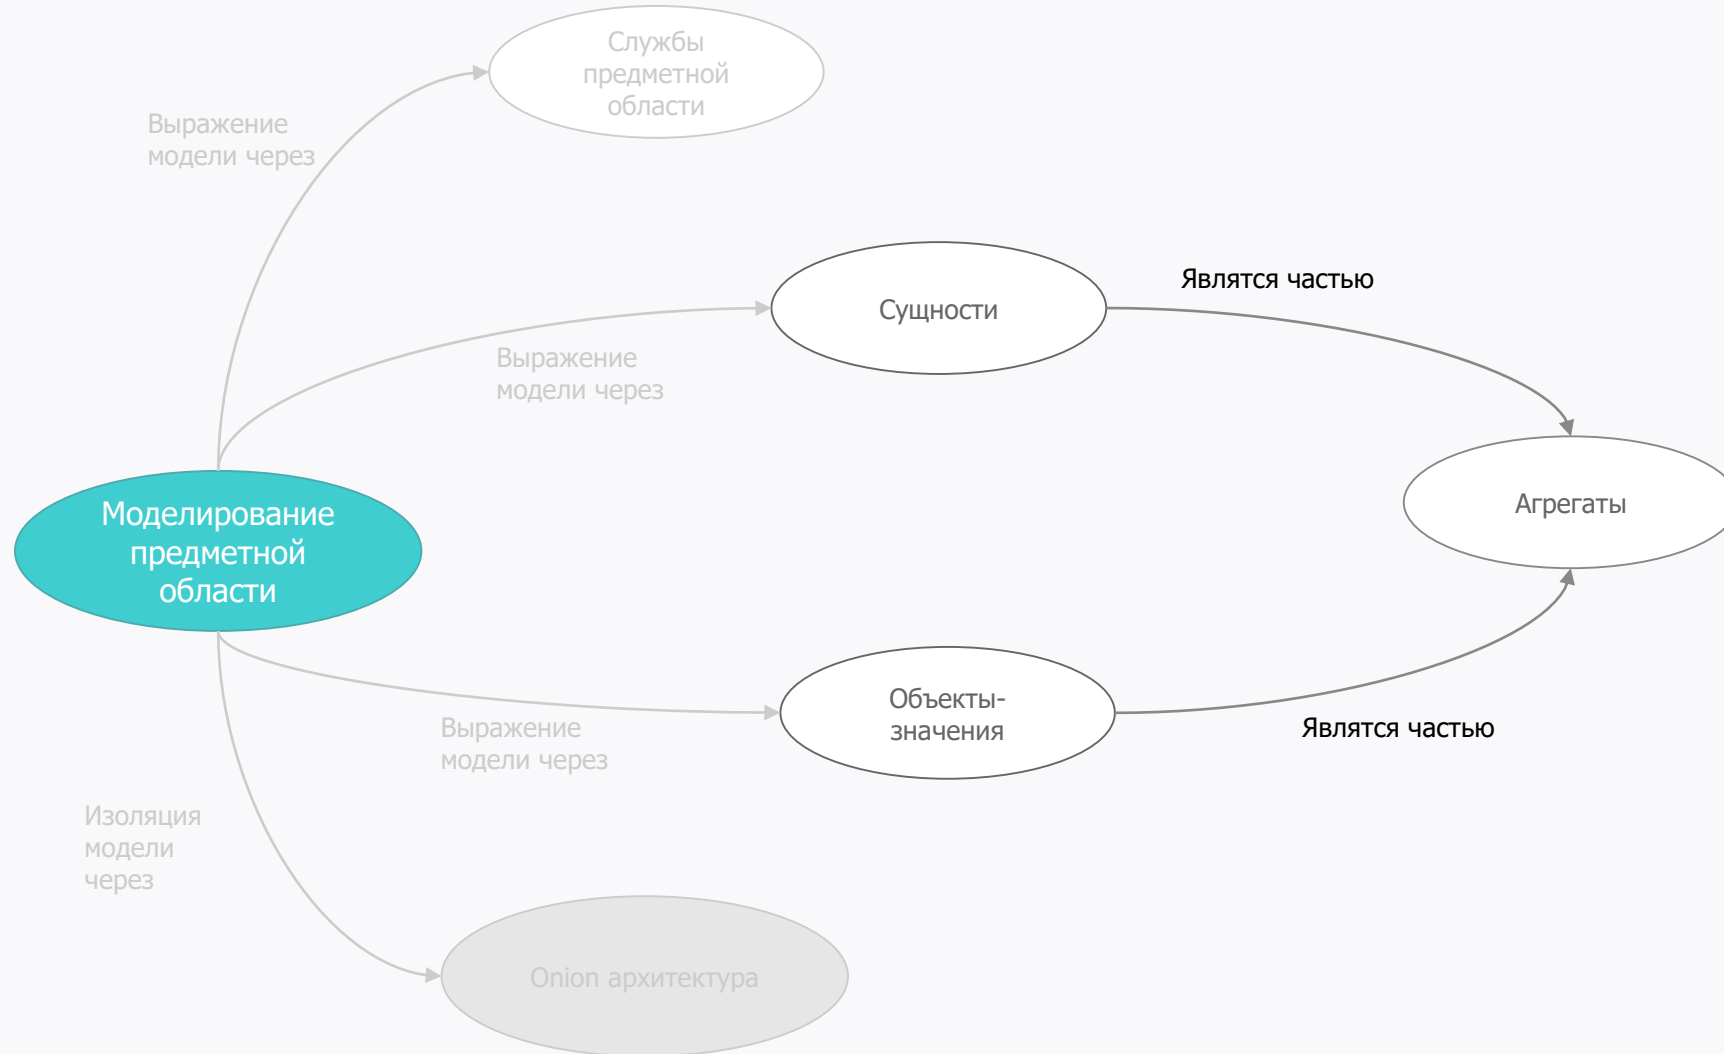 Службы
предметной
области
Выражение
модели через
Являтся частью
Сущности
Выражение
модели через
Агрегаты
Моделирование
предметной
области
Объекты-
значения
Являтся частью
Выражение
модели через
Изоляция
модели
через
Onion архитектура